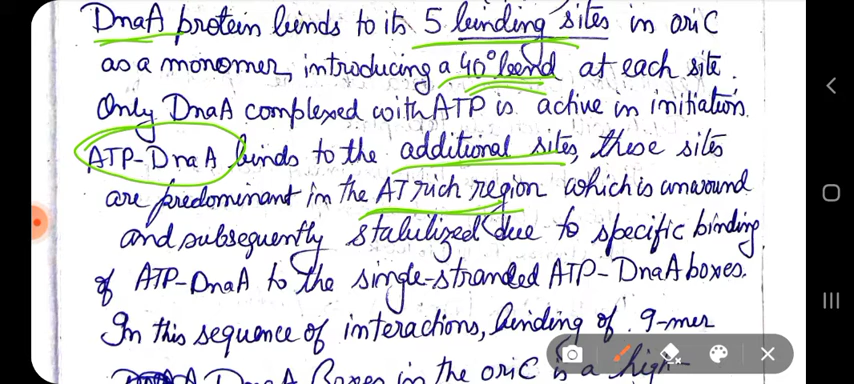 DnaA protein binds to its 5 binding sites in oriC
as a monomer, introducing a 40° bend at each site.
Only DnaA complexed with ATP is active in initiation.
ATP-DnaA binds to the additional sites, these sites
are predominant in the AT rich region which is unwound
and subsequently stabilized due to specific binding
of ATP-DnaA to the single-stranded ATP-DnaA boxes.
In this sequence of interactions, binding of 9-mer
DnaA Boxes in the oriC is a high-